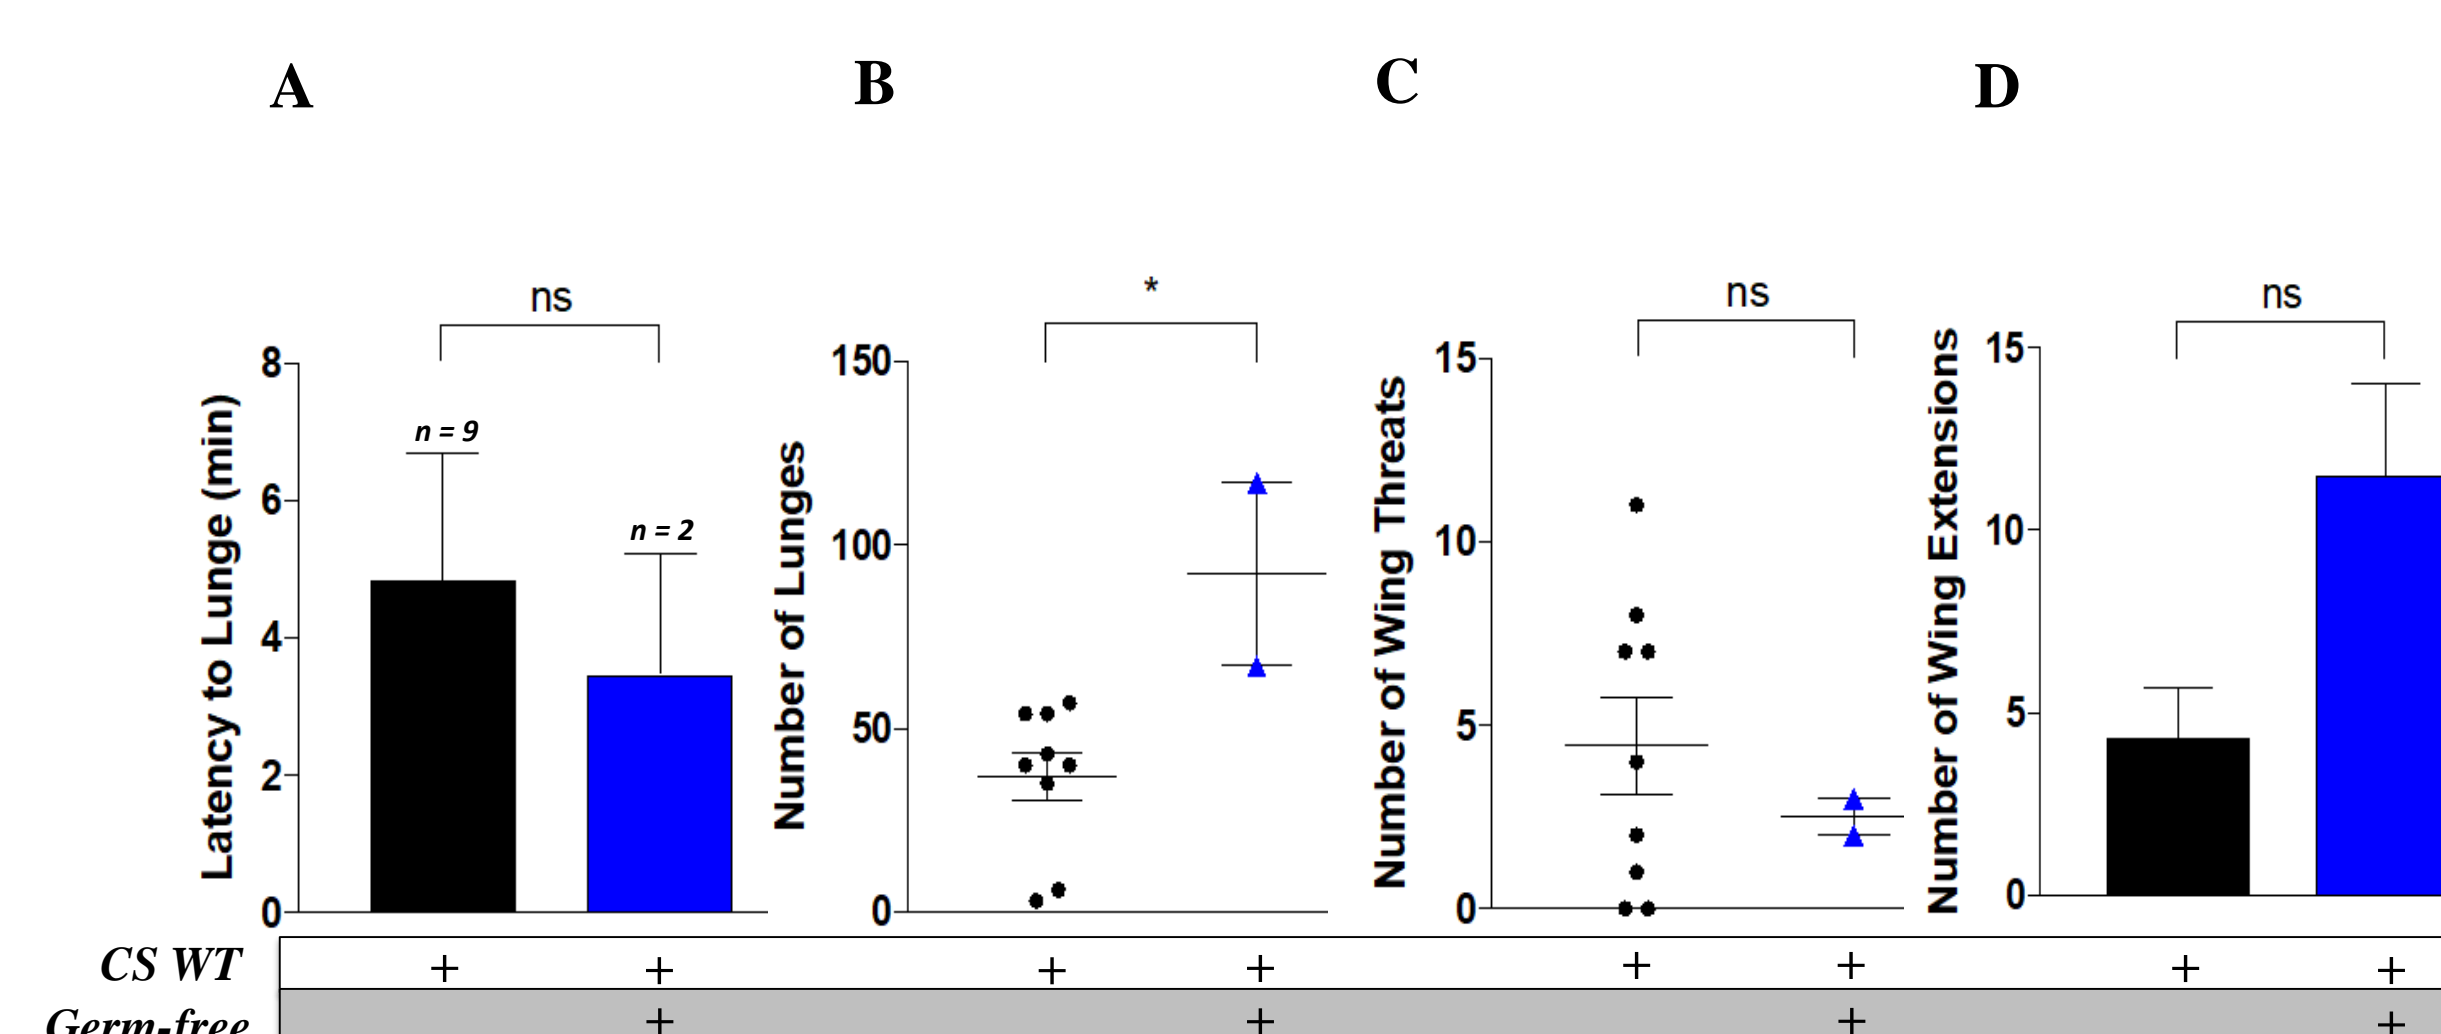 A
B
C
D
ns
*
ns
ns
Latency to Lunge (min)
8
6
4
2
0
n = 9
n = 2
Number of Lunges
150
100
50
0
Number of Wing Threats
15
10
5
0
Number of Wing Extensions
15
10
5
0
CS WT + + + + + + + +
Germ-free + + + +